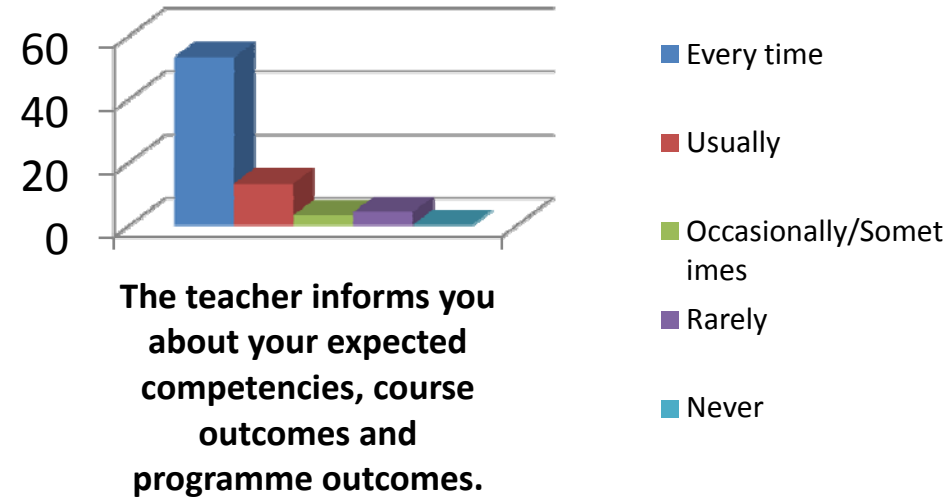 60
40
20
0
The teacher informs you
about your expected
competencies, course
outcomes and
programme outcomes.
Every time
Usually
Occasionally/Somet
imes
Rarely
Never